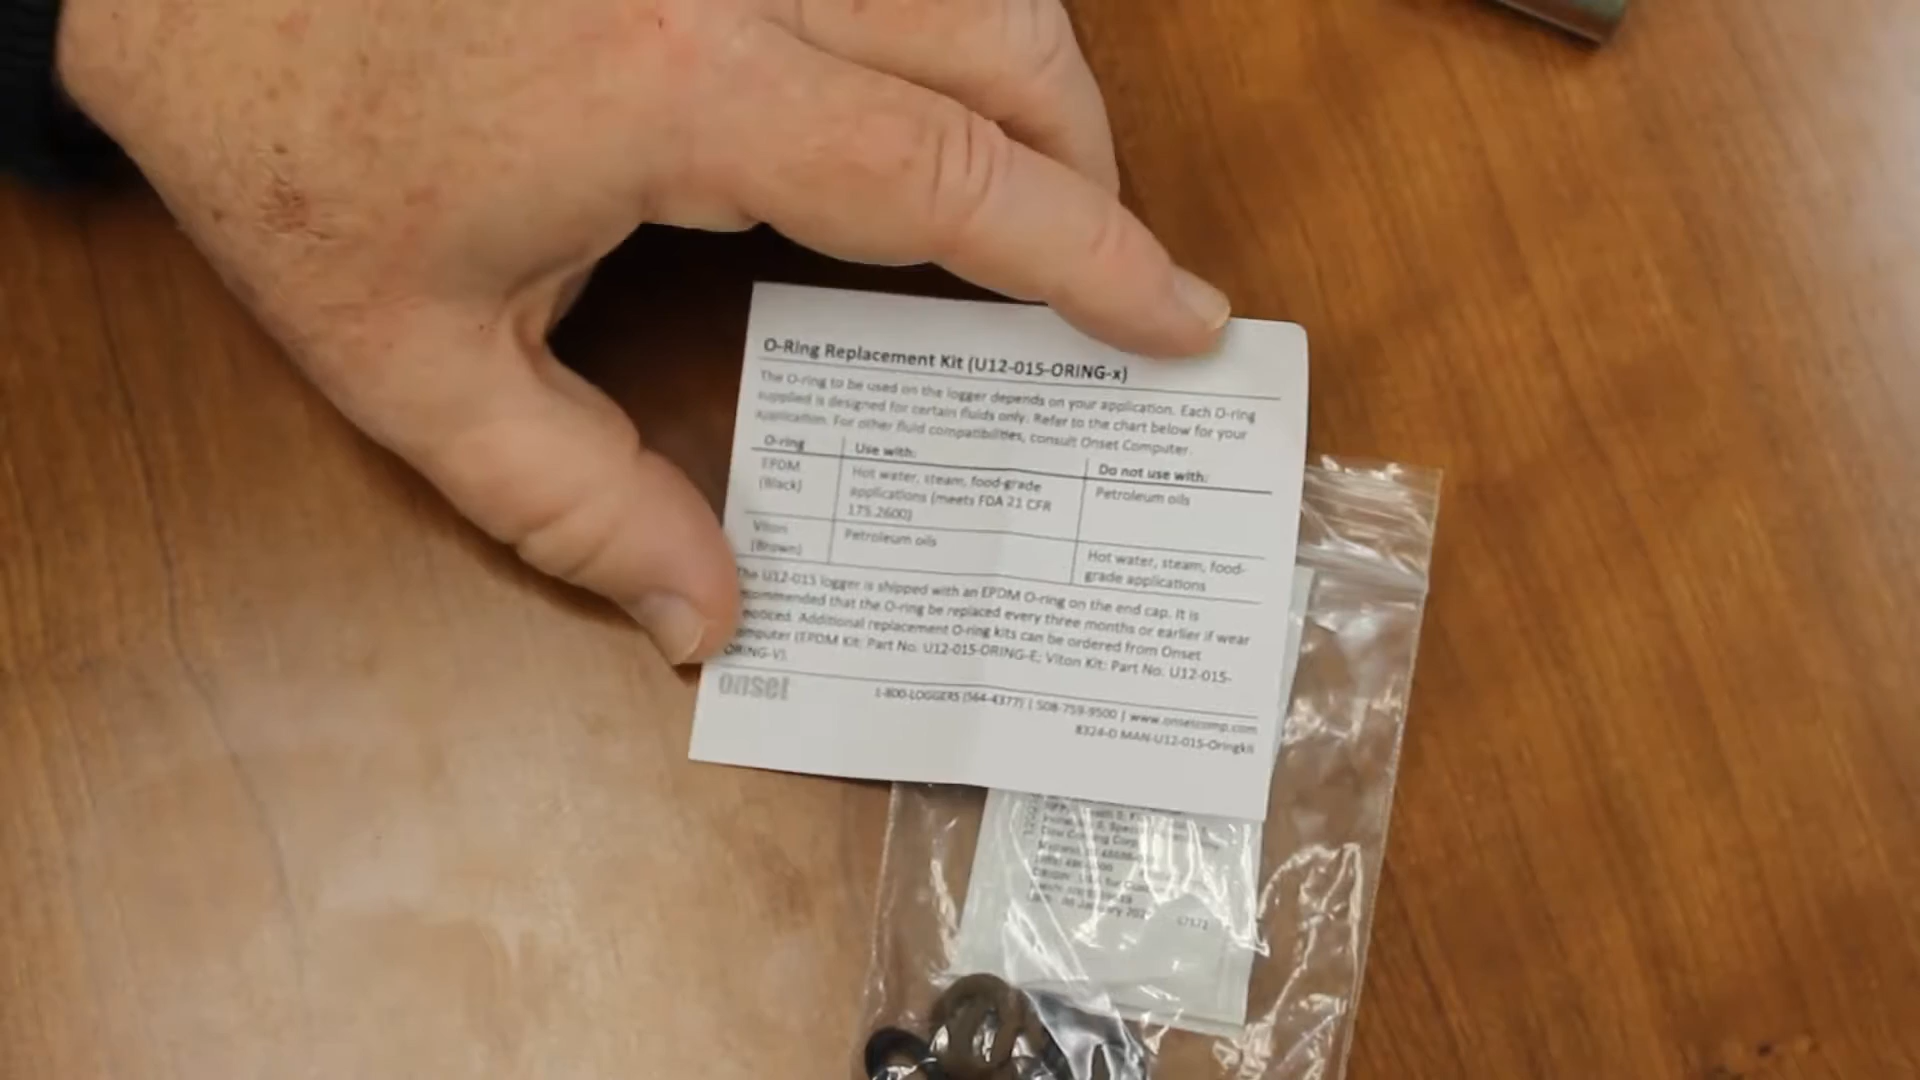 O-Ring Replacement Kit (U12-015-ORING-x)
The O-ring to be used on the logger depends on your application. Each O-ring
supplied is designed for certain fluids only. Refer to the chart below for your
application. For other fluid compatibilities, consult Onset Computer.
O-ring Use with: Do not use with:
EPDM (Black) Hot water, steam, food-grade applications (meets FDA 21 CFR 175.2600) Petroleum oils
Viton (Brown) Petroleum oils Hot water, steam, food-grade applications
The U12-015 logger is shipped with an EPDM O-ring on the end cap. It is
ommended that the O-ring be replaced every three months or earlier if wear
noticed. Additional replacement O-ring kits can be ordered from Onset
omputer (EPDM Kit: Part No. U12-015-ORING-E; Viton Kit: Part No. U12-015-
ORING-V).
onset
1-800-LOGGERS (564-4377) | 508-759-9500 | www.onsetcomp.com
8324-D MAN-U12-015-Oringkit